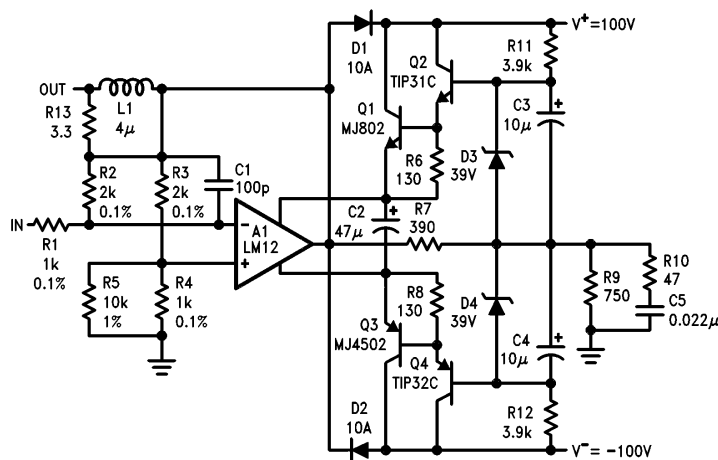 D1
10A
V⁺=100V
Q2
TIP31C
R11
3.9k
OUT
L1
4µ
R13
3.3
Q1
MJ802
C3
10µ
R2
2k
0.1%
R3
2k
0.1%
C1
100p
R6
130
D3
39V
IN
R1
1k
0.1%
A1
LM12
−
+
C2
47µ
R7
390
R5
10k
1%
R4
1k
0.1%
R8
130
D4
39V
R9
750
R10
47
C5
0.022µ
Q3
MJ4502
Q4
TIP32C
C4
10µ
D2
10A
R12
3.9k
V⁻= -100V